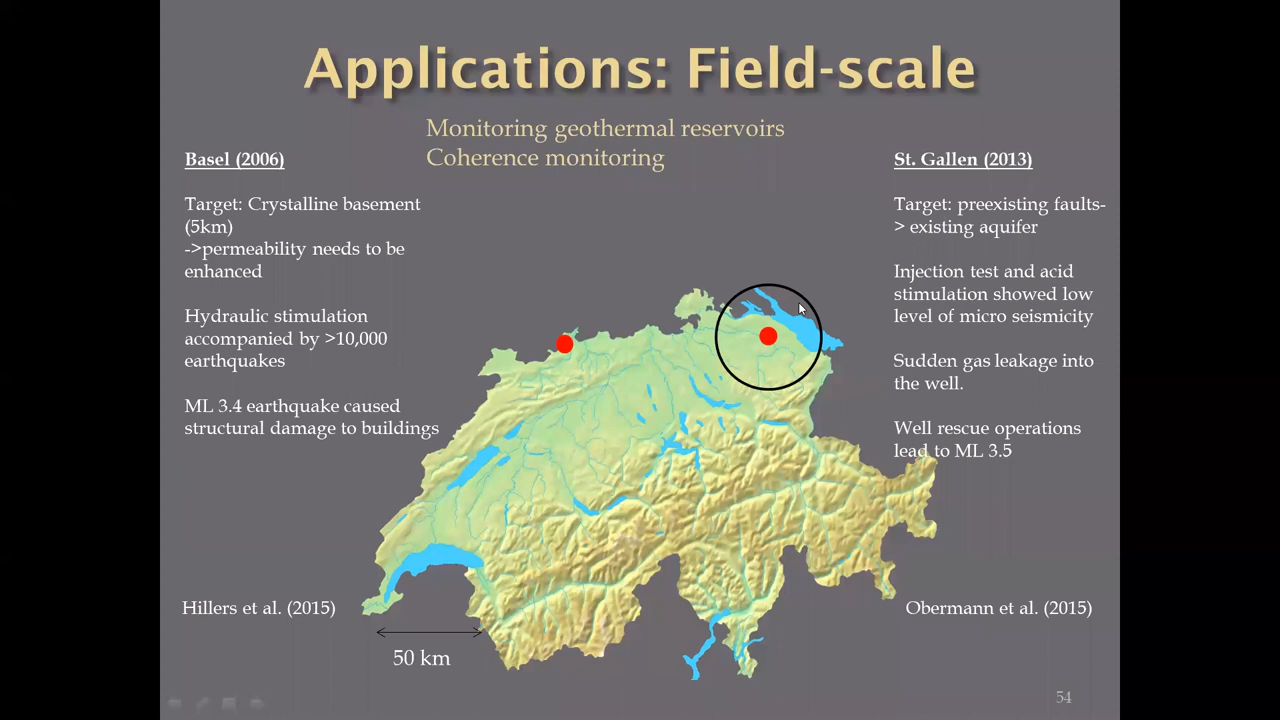 Applications: Field-scale
Monitoring geothermal reservoirs
Coherence monitoring
Basel (2006)
Target: Crystalline basement
(5km)
->permeability needs to be
enhanced
Hydraulic stimulation
accompanied by >10,000
earthquakes
ML 3.4 earthquake caused
structural damage to buildings
St. Gallen (2013)
Target: preexisting faults-
> existing aquifer
Injection test and acid
stimulation showed low
level of micro seismicity
Sudden gas leakage into
the well.
Well rescue operations
lead to ML 3.5
Hillers et al. (2015)
Obermann et al. (2015)
50 km
54